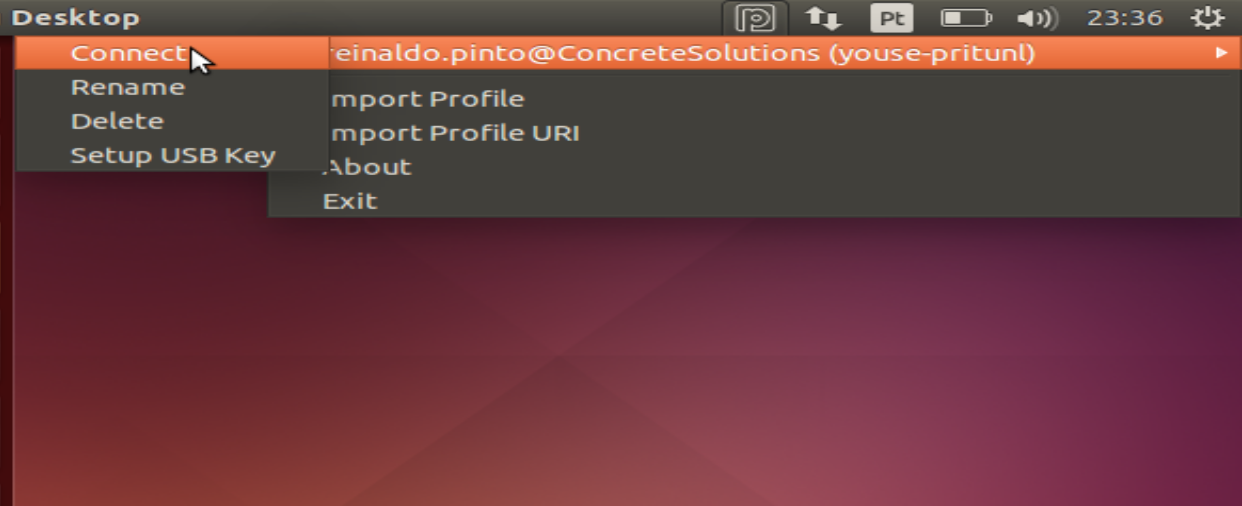 Desktop
Pt
23:36
Connect
einaldo.pinto@ConcreteSolutions (youse-pritunl)
Rename
mport Profile
Delete
mport Profile URI
Setup USB Key
About
Exit